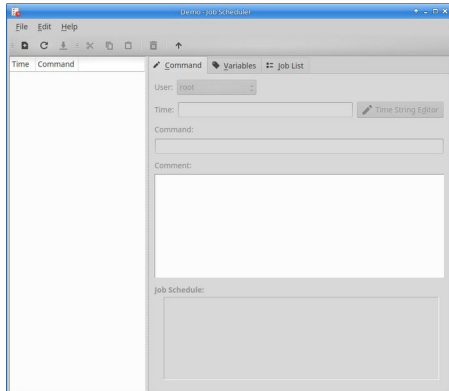 Demo - Job Scheduler
File Edit Help
Time Command
Command Variables Job List
User: root
Time: Time String Editor
Command:
Comment:
Job Schedule: